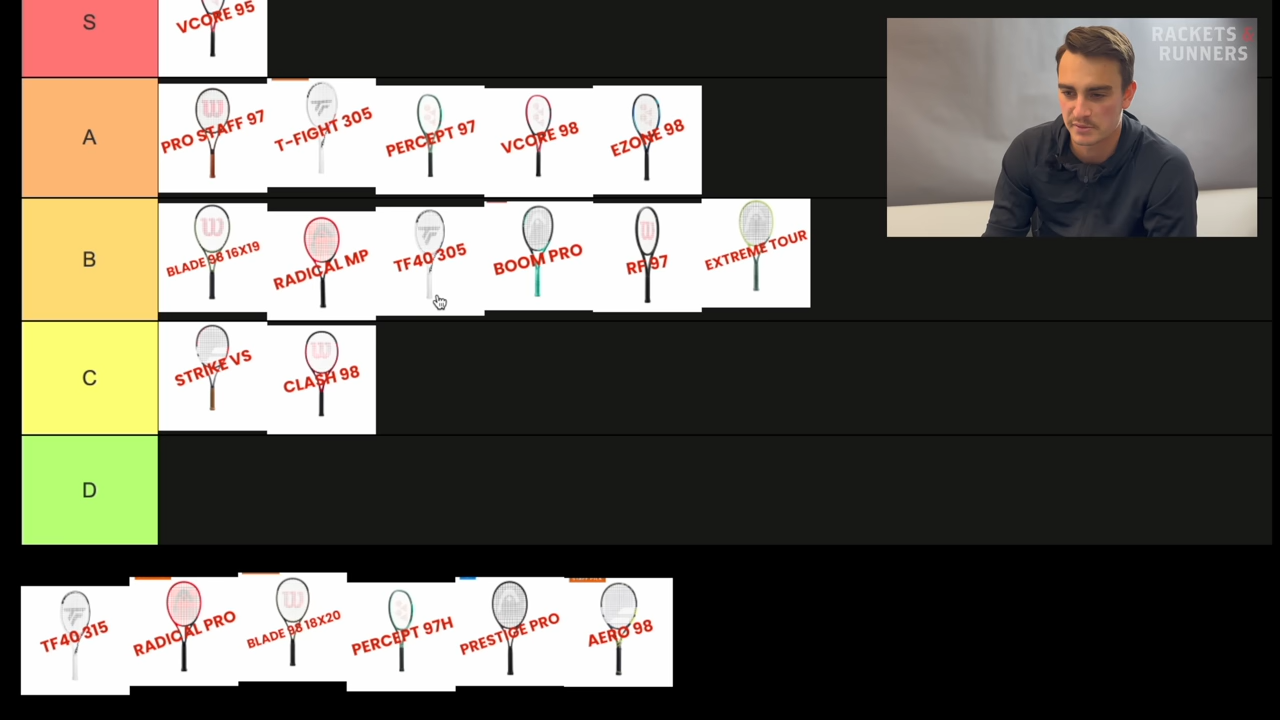 S
VCORE 95
RACKETS & RUNNERS
A
PRO STAFF 97
T-FIGHT 305
PERCEPT 97
VCORE 98
EZONE 98
B
BLADE 98 16X19
RADICAL MP
TF40 305
BOOM PRO
RF 97
EXTREME TOUR
C
STRIKE VS
CLASH 98
D
TF40 315
RADICAL PRO
BLADE 98 18X20
PERCEPT 97H
PRESTIGE PRO
AERO 98